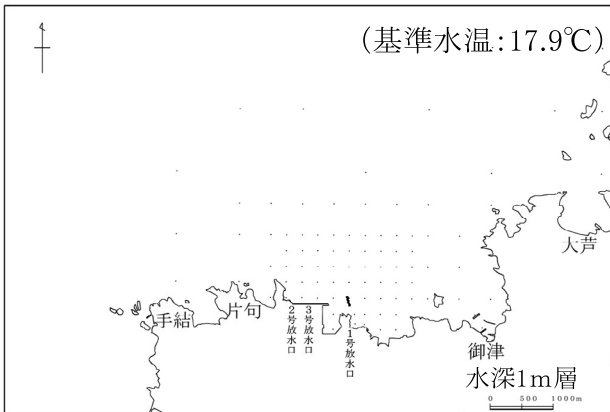 4
(基準水温:17.9℃)
大芦
手結
片句
2号放水口
3号放水口
1号放水口
御津
水深1m層
0 500 1000m